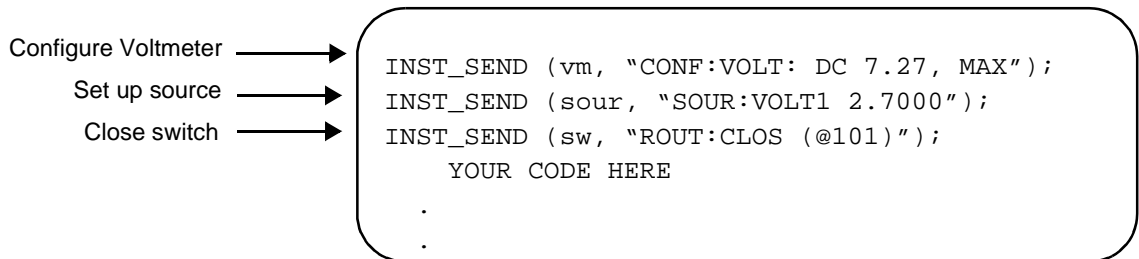 Configure Voltmeter
INST_SEND (vm, “CONF:VOLT: DC 7.27, MAX”);
Set up source
INST_SEND (sour, “SOUR:VOLT1 2.7000”);
Close switch
INST_SEND (sw, “ROUT:CLOS (@101)”);
YOUR CODE HERE
.
.